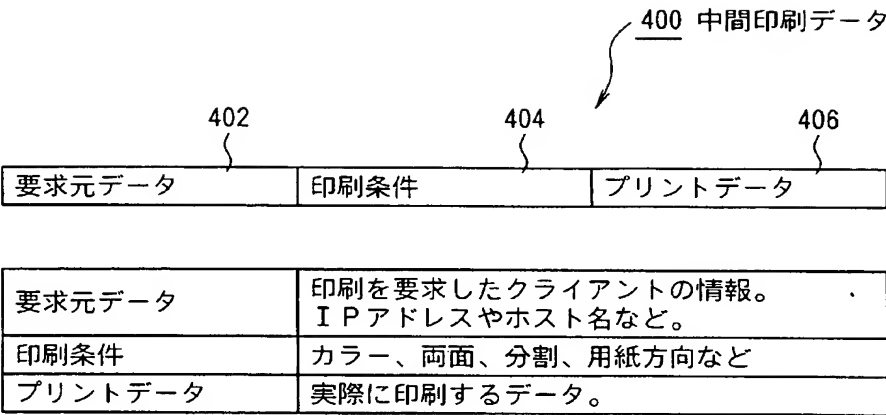 400 中間印刷データ
402 404 406
要求元データ 印刷条件 プリントデータ
要求元データ 印刷を要求したクライアントの情報。
ＩＰアドレスやホスト名など。
印刷条件 カラー、両面、分割、用紙方向など
プリントデータ 実際に印刷するデータ。